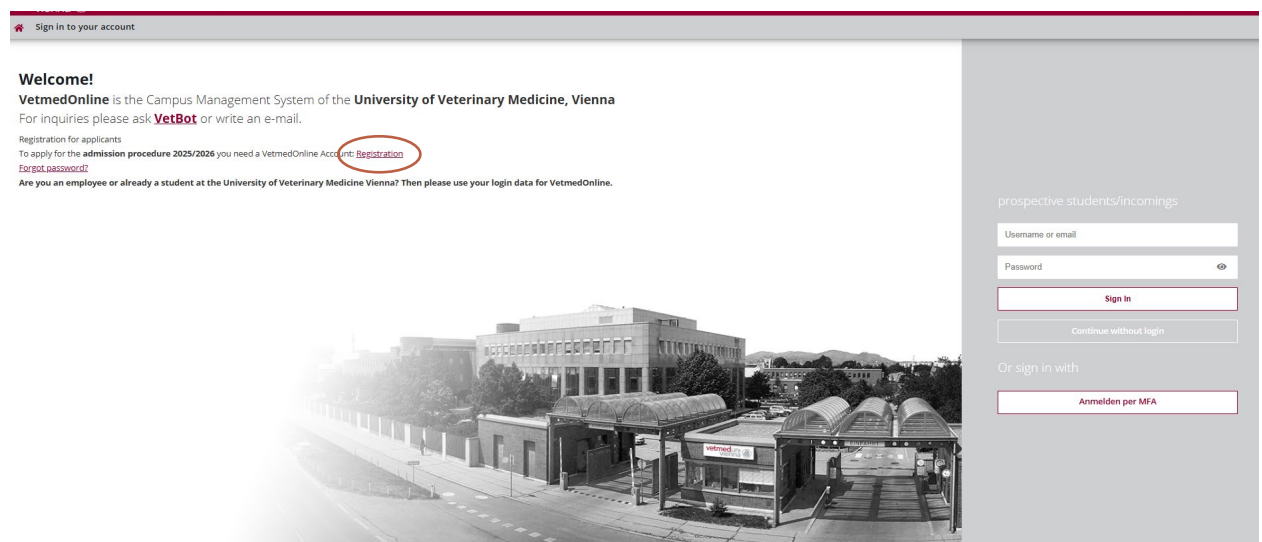 Sign in to your account
Welcome!
VetmedOnline is the Campus Management System of the University of Veterinary Medicine, Vienna
For inquiries please ask VetBot or write an e-mail.
Registration for applicants
To apply for the admission procedure 2025/2026 you need a VetmedOnline Account: Registration
Forgot password?
Are you an employee or already a student at the University of Veterinary Medicine Vienna? Then please use your login data for VetmedOnline.
prospective students/incomings
Username or email
Password
Sign In
Continue without login
Or sign in with
Anmelden per MFA
vetmeduni
vienna